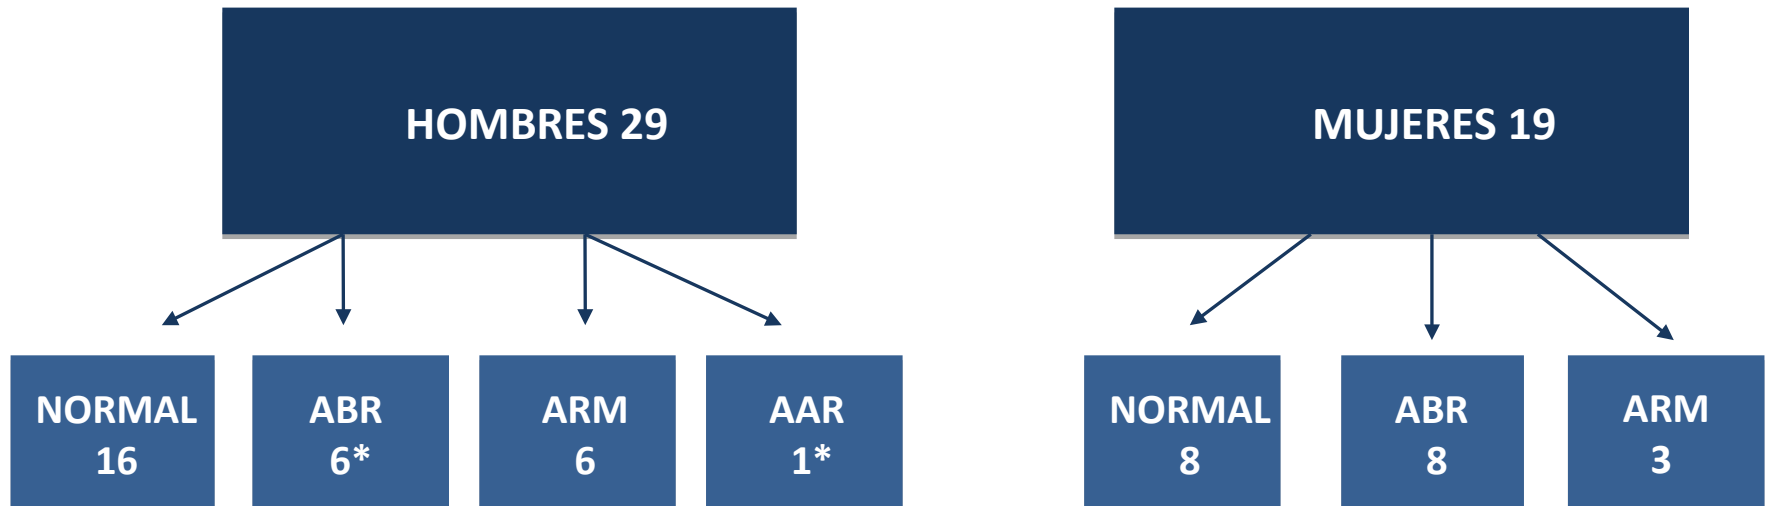 HOMBRES 29
MUJERES 19
NORMAL
16
ABR
6*
ARM
6
AAR
1*
NORMAL
8
ABR
8
ARM
3